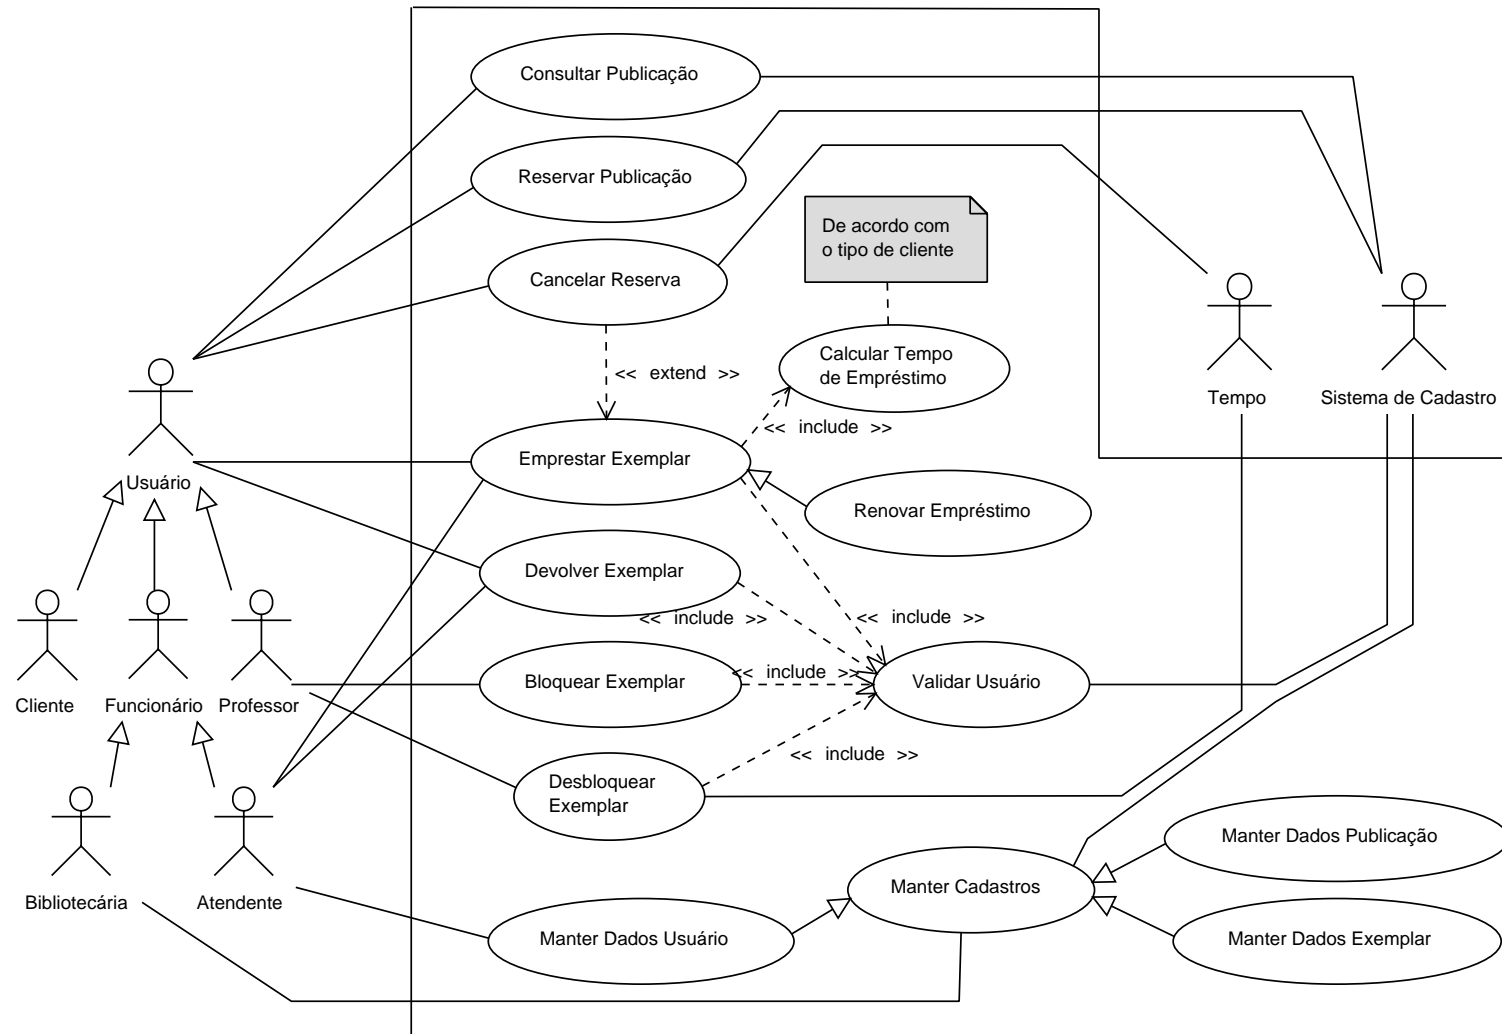 Consultar Publicação
Reservar Publicação
De acordo com
o tipo de cliente
Cancelar Reserva
Calcular Tempo
de Empréstimo
<< extend >>
Tempo
Sistema de Cadastro
<< include >>
Emprestar Exemplar
Usuário
Renovar Empréstimo
Devolver Exemplar
<< include >>
<< include >>
<< include >>
Bloquear Exemplar
Validar Usuário
Cliente
Funcionário
Professor
<< include >>
Desbloquear
Exemplar
Manter Dados Publicação
Manter Cadastros
Bibliotecária
Atendente
Manter Dados Usuário
Manter Dados Exemplar